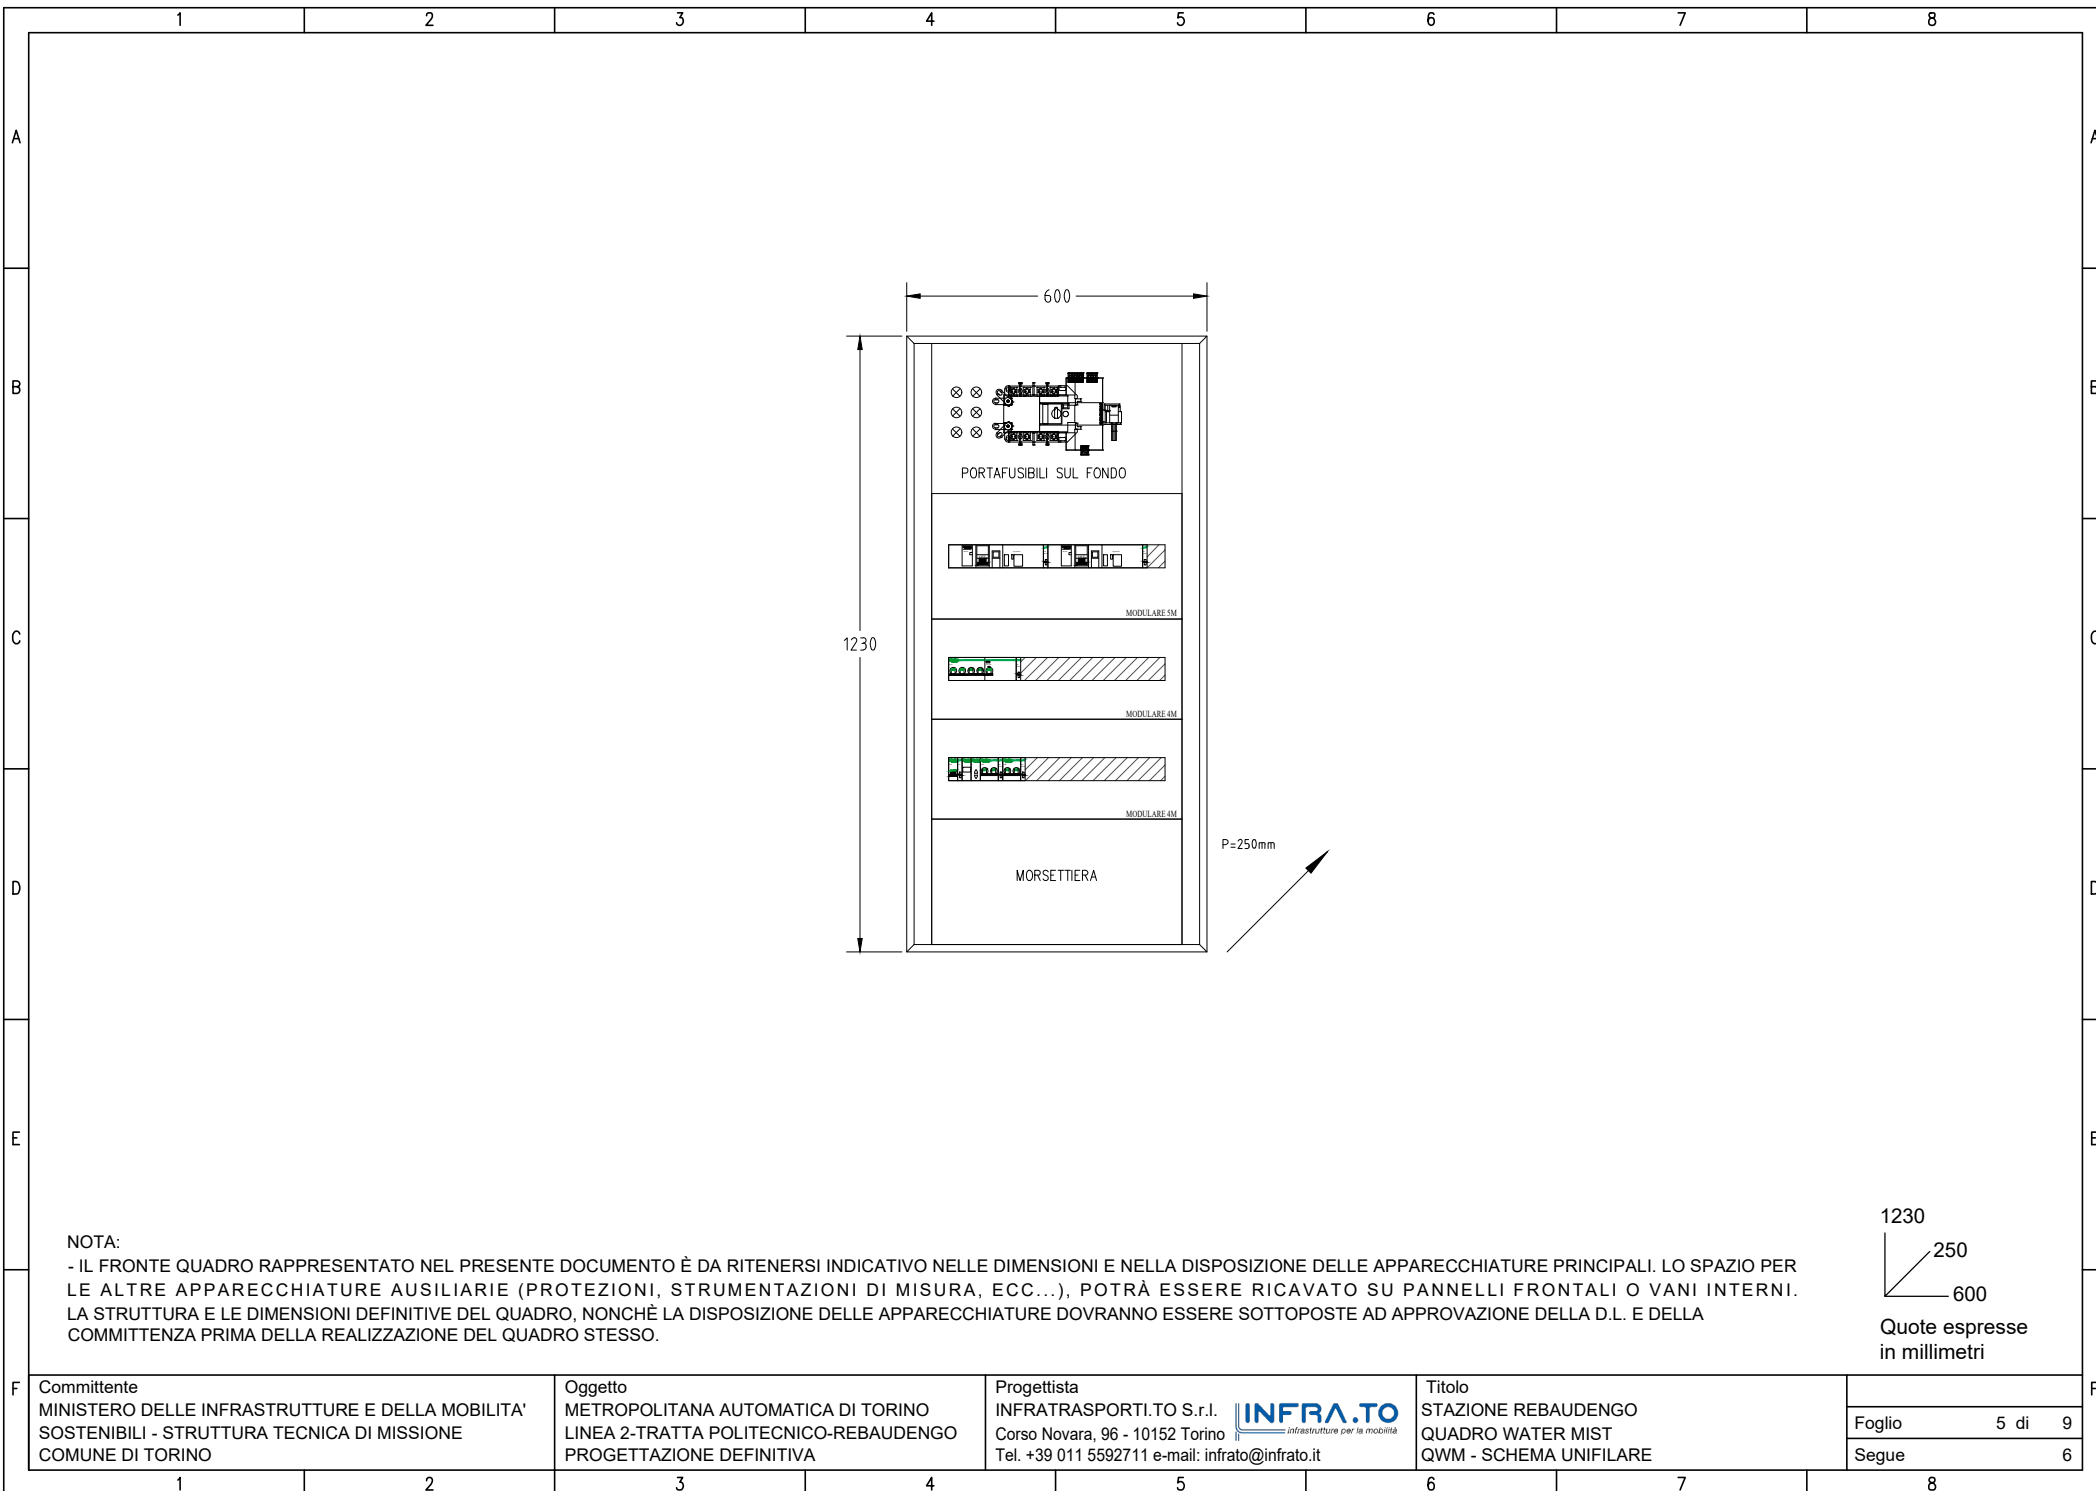 1 2 3 4 5 6 7 8
A A
B B
C C
D D
E E
F F
600
1230
PORTAFUSIBILI SUL FONDO
MODULARE 5M
MODULARE 4M
MODULARE 4M
MORSETTIERA
P=250mm
NOTA:
- IL FRONTE QUADRO RAPPRESENTATO NEL PRESENTE DOCUMENTO È DA RITENERSI INDICATIVO NELLE DIMENSIONI E NELLA DISPOSIZIONE DELLE APPARECCHIATURE PRINCIPALI. LO SPAZIO PER
LE ALTRE APPARECCHIATURE AUSILIARIE (PROTEZIONI, STRUMENTAZIONI DI MISURA, ECC...), POTRÀ ESSERE RICAVATO SU PANNELLI FRONTALI O VANI INTERNI.
LA STRUTTURA E LE DIMENSIONI DEFINITIVE DEL QUADRO, NONCHÈ LA DISPOSIZIONE DELLE APPARECCHIATURE DOVRANNO ESSERE SOTTOPOSTE AD APPROVAZIONE DELLA D.L. E DELLA
COMMITTENZA PRIMA DELLA REALIZZAZIONE DEL QUADRO STESSO.
1230
250
600
Quote espresse
in millimetri
Committente
MINISTERO DELLE INFRASTRUTTURE E DELLA MOBILITA'
SOSTENIBILI - STRUTTURA TECNICA DI MISSIONE
COMUNE DI TORINO
Oggetto
METROPOLITANA AUTOMATICA DI TORINO
LINEA 2-TRATTA POLITECNICO-REBAUDENGO
PROGETTAZIONE DEFINITIVA
Progettista
INFRATRASPORTI.TO S.r.l.
Corso Novara, 96 - 10152 Torino
Tel. +39 011 5592711 e-mail: infrato@infrato.it
INFRA.TO
infrastrutture per la mobilità
Titolo
STAZIONE REBAUDENGO
QUADRO WATER MIST
QWM - SCHEMA UNIFILARE
Foglio 5 di 9
Segue 6
1 2 3 4 5 6 7 8